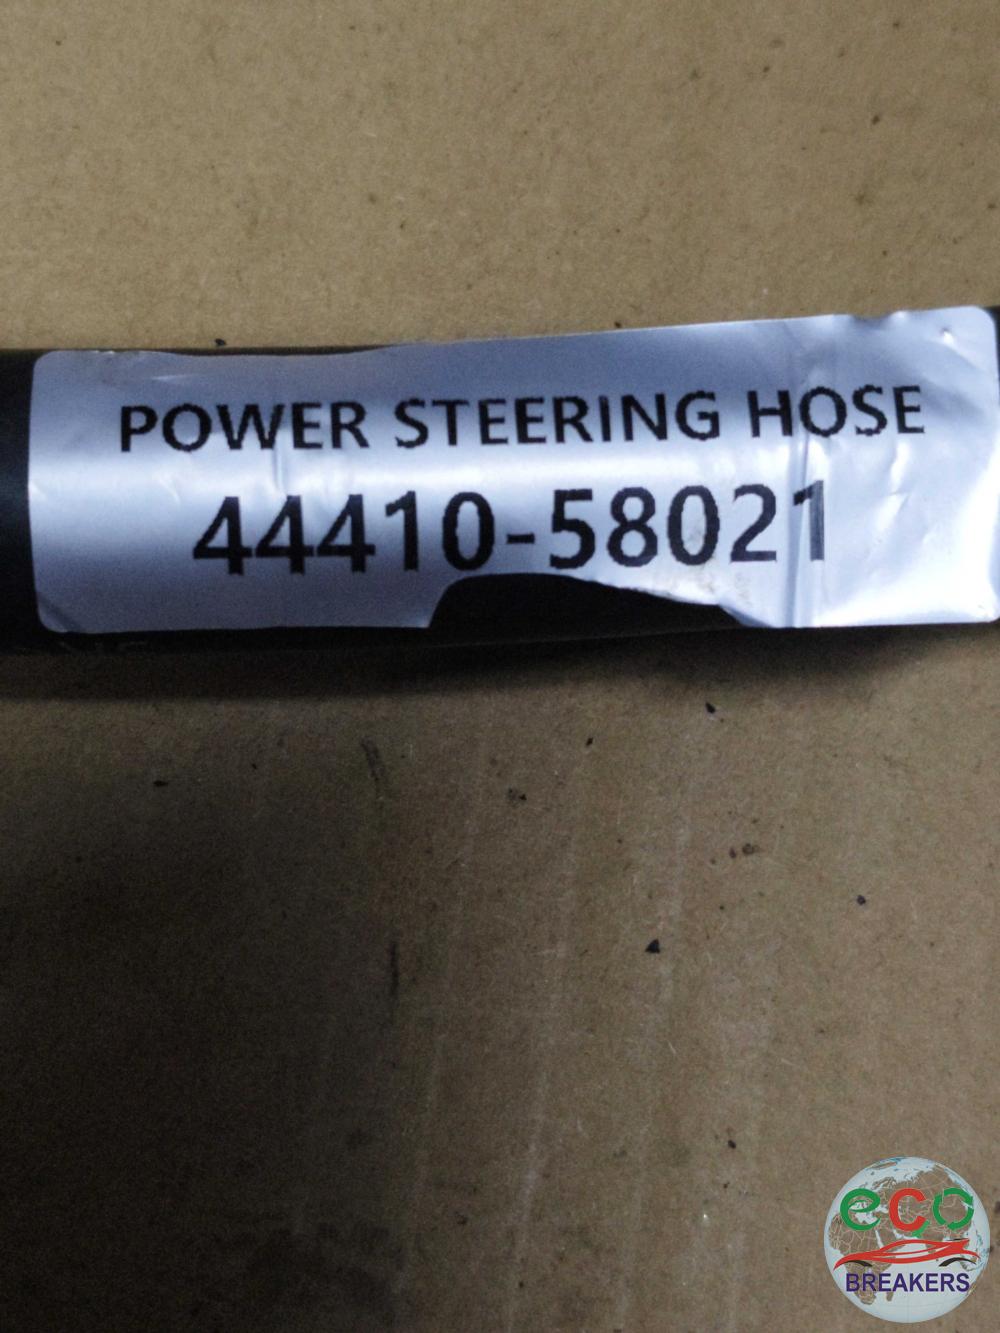 POWER STEERING HOSE
44410-58021
eco
BREAKERS